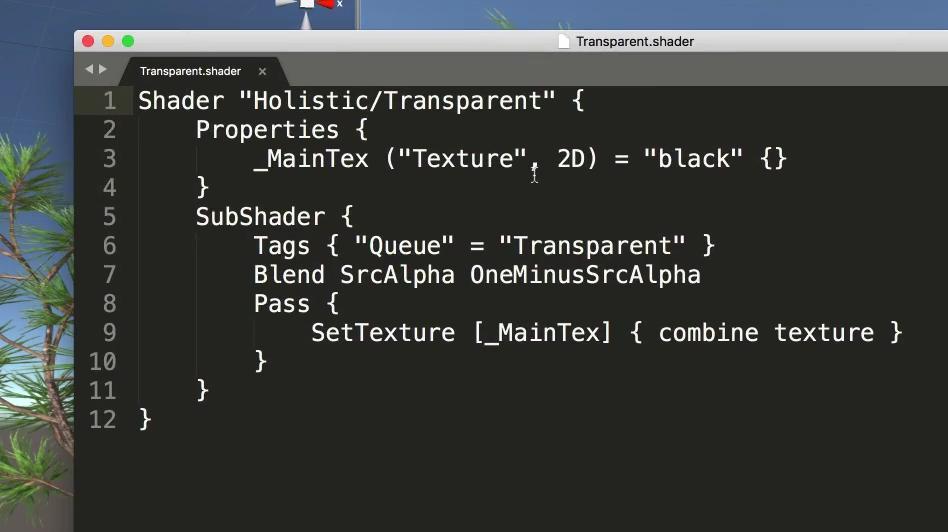 x
Transparent.shader
Transparent.shader ×
1 Shader "Holistic/Transparent" {
2 Properties {
3 _MainTex ("Texture", 2D) = "black" {}
4 }
5 SubShader {
6 Tags { "Queue" = "Transparent" }
7 Blend SrcAlpha OneMinusSrcAlpha
8 Pass {
9 SetTexture [_MainTex] { combine texture }
10 }
11 }
12 }